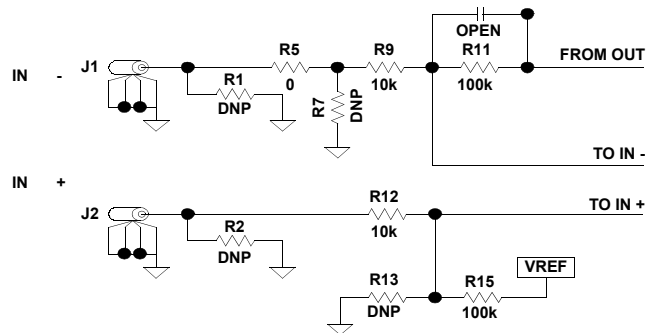 OPEN
J1
R5
R9
R11
FROM OUT
IN -
R1
0
10k
100k
DNP
R7
DNP
TO IN -
IN +
J2
R12
TO IN +
R2
10k
DNP
VREF
R13
R15
DNP
100k